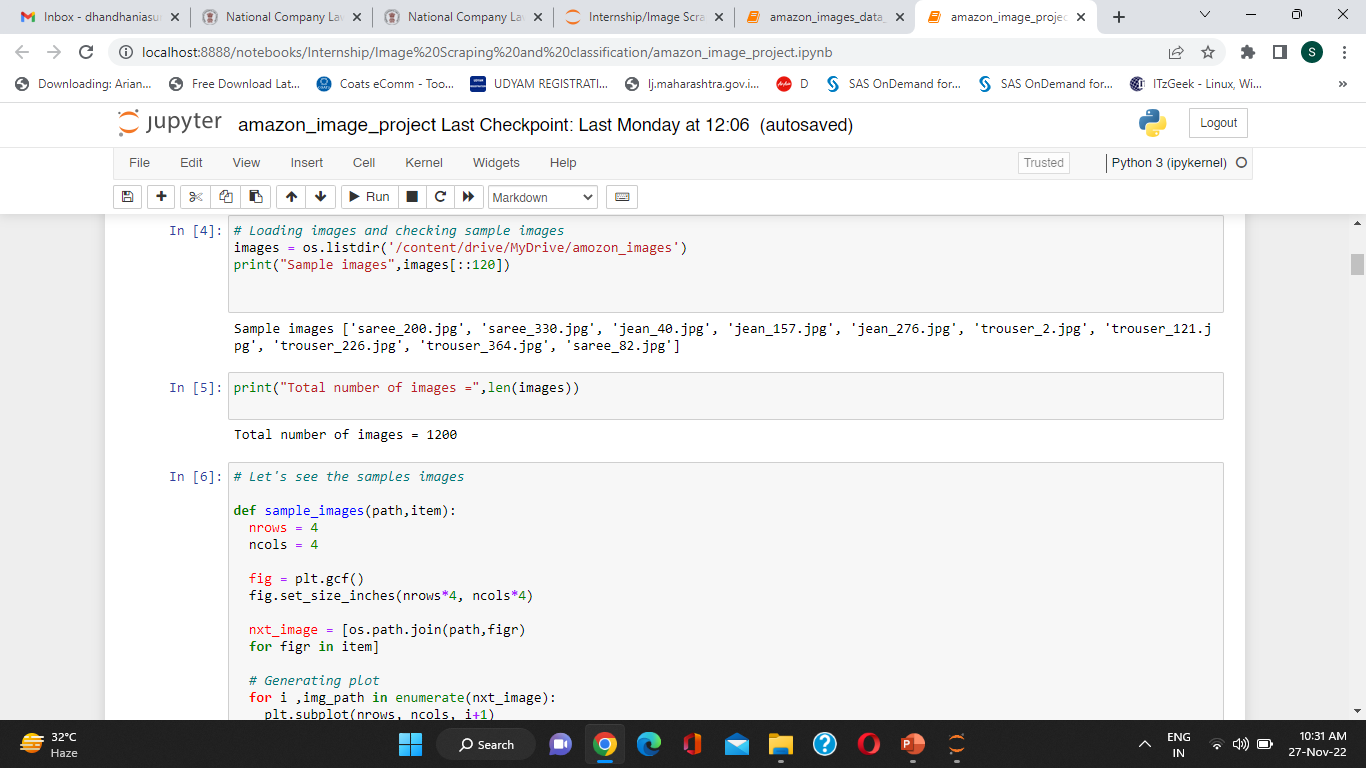 Inbox - dhandhaniasu
National Company La
National Company La
Internship/Image Scra
amazon_images_data_
amazon_image_projec
localhost:8888/notebooks/Internship/Image%20Scraping%20and%20classification/amazon_image_project.ipynb
S
Downloading: Arian...
Free Download Lat...
Coats eComm - Too...
UDYAM REGISTRATI...
lj.maharashtra.gov.i...
D
SAS OnDemand for...
SAS OnDemand for...
ITzGeek - Linux, Wi...
»
jupyter amazon_image_project Last Checkpoint: Last Monday at 12:06 (autosaved)
Logout
File Edit View Insert Cell Kernel Widgets Help
Trusted
Python 3 (ipykernel)
Run
Markdown
In [4]: # Loading images and checking sample images
images = os.listdir('/content/drive/MyDrive/amozon_images')
print("Sample images",images[::120])
Sample images ['saree_200.jpg', 'saree_330.jpg', 'jean_40.jpg', 'jean_157.jpg', 'jean_276.jpg', 'trouser_2.jpg', 'trouser_121.j
pg', 'trouser_226.jpg', 'trouser_364.jpg', 'saree_82.jpg']
In [5]: print("Total number of images =",len(images))
Total number of images = 1200
In [6]: # Let's see the samples images
def sample_images(path,item):
nrows = 4
ncols = 4
fig = plt.gcf()
fig.set_size_inches(nrows*4, ncols*4)
nxt_image = [os.path.join(path,figr)
for figr in item]
# Generating plot
for i ,img_path in enumerate(nxt_image):
plt.subplot(nrows, ncols, i+1)
32°C
Haze
Search
ENG
IN
10:31 AM
27-Nov-22